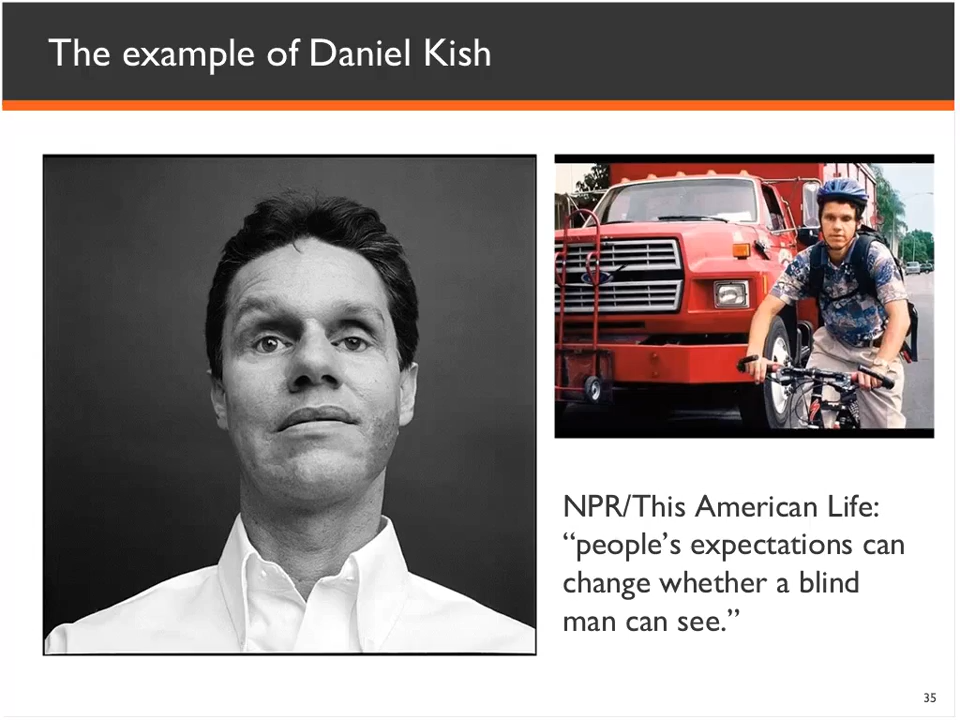 The example of Daniel Kish
NPR/This American Life:
“people’s expectations can
change whether a blind
man can see.”
35